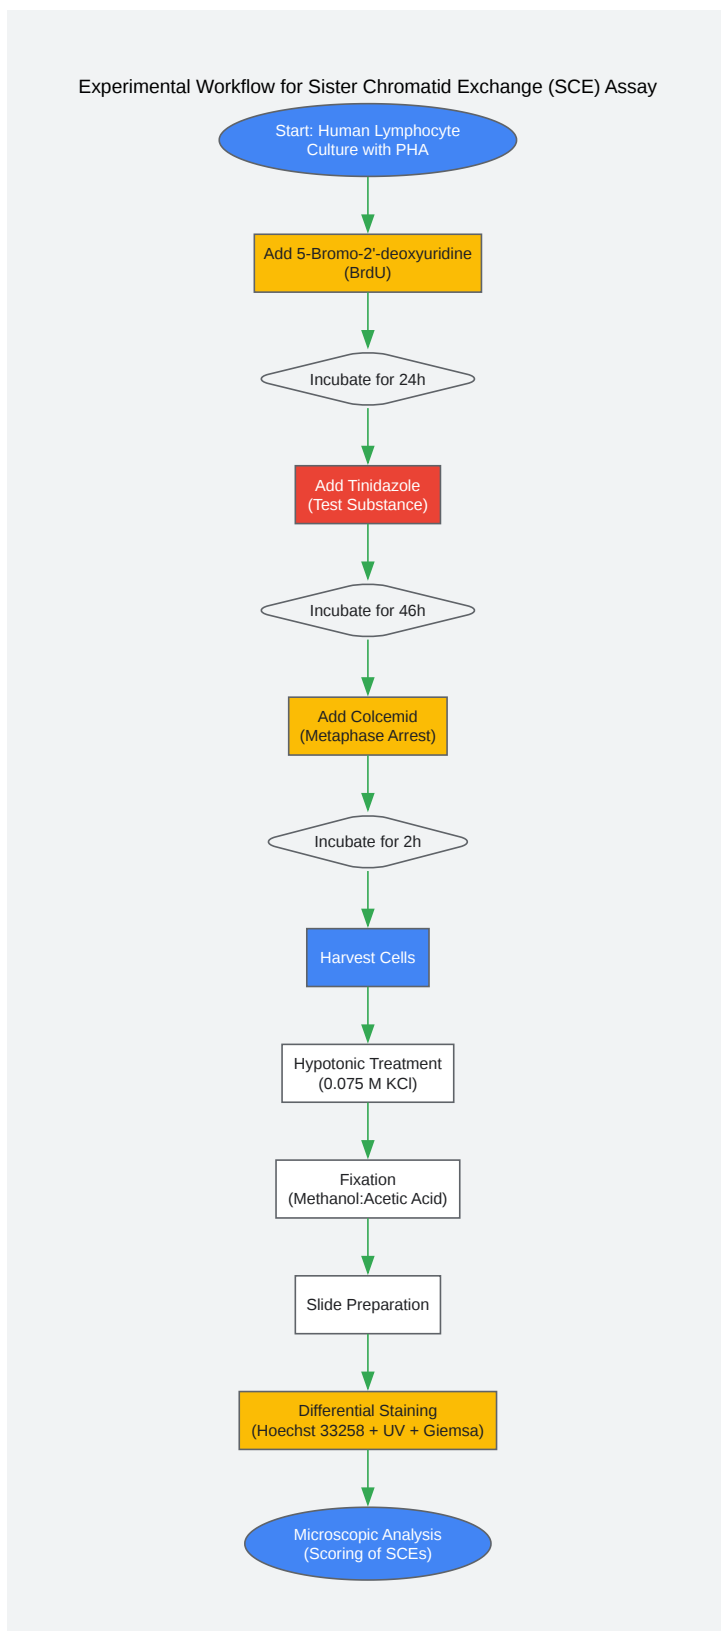 Experimental Workflow for Sister Chromatid Exchange (SCE) Assay
Start: Human Lymphocyte
Culture with PHA
Add 5-Bromo-2'-deoxyuridine
(BrdU)
Incubate for 24h
Add Tinidazole
(Test Substance)
Incubate for 46h
Add Colcemid
(Metaphase Arrest)
Incubate for 2h
Harvest Cells
Hypotonic Treatment
(0.075 M KCl)
Fixation
(Methanol:Acetic Acid)
Slide Preparation
Differential Staining
(Hoechst 33258 + UV + Giemsa)
Microscopic Analysis
(Scoring of SCEs)